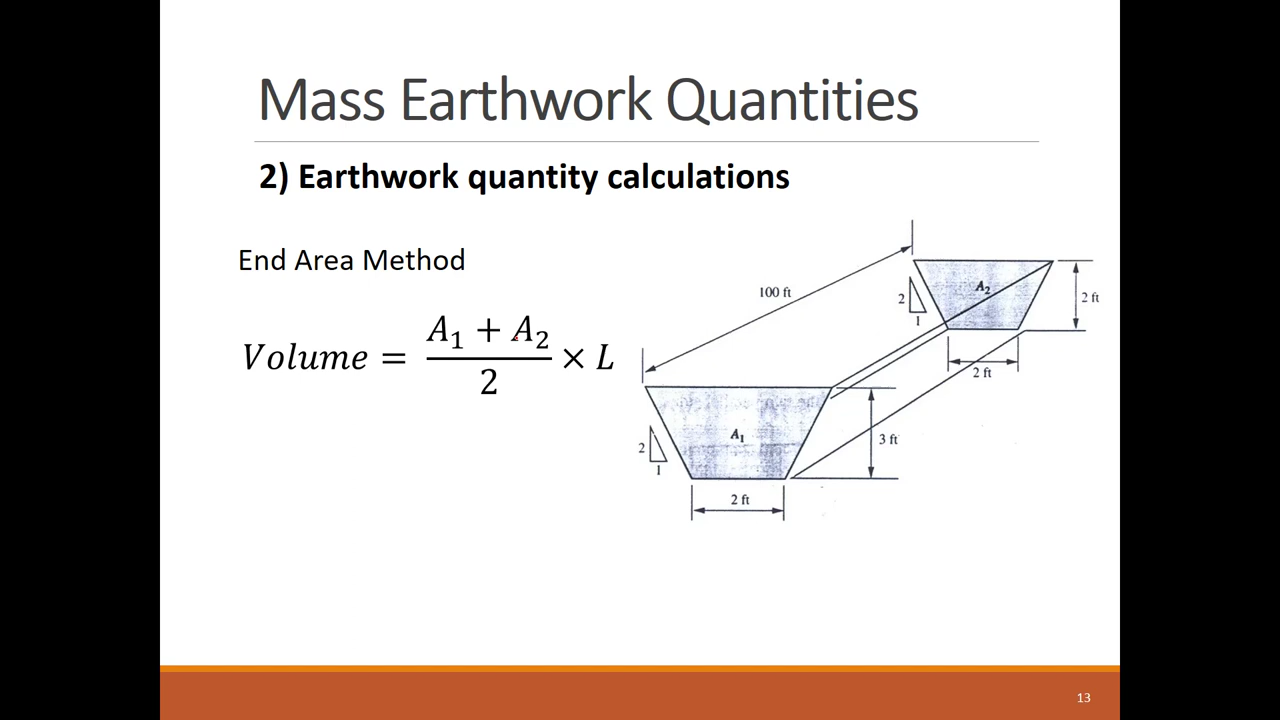 Mass Earthwork Quantities
2) Earthwork quantity calculations
End Area Method
Volume = (A₁ + A₂)/2 × L
100 ft
A₂
2
1
2 ft
2 ft
A₁
2
1
3 ft
2 ft
13